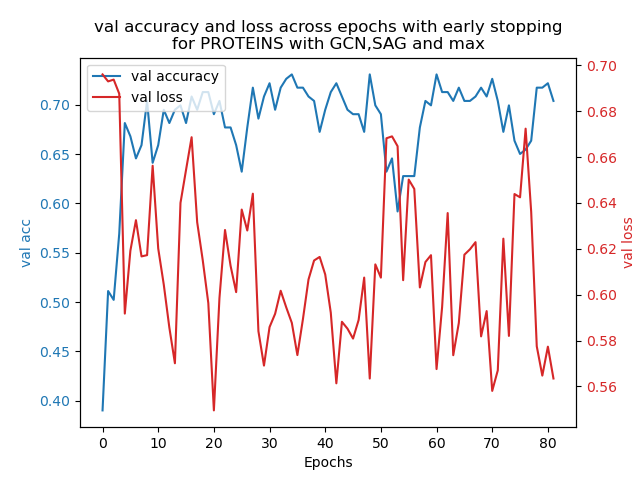 val accuracy and loss across epochs with early stopping
for PROTEINS with GCN,SAG and max
val accuracy
val loss
0.70
0.65
0.60
0.55
0.50
0.45
0.40
val acc
0.70
0.68
0.66
0.64
0.62
0.60
0.58
0.56
val loss
0 10 20 30 40 50 60 70 80
Epochs